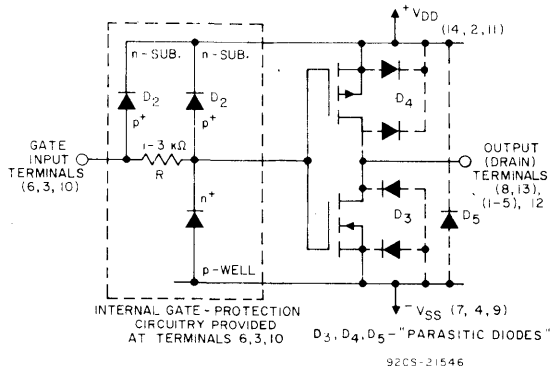 +VDD
(14, 2, 11)
n-SUB. n-SUB.
D2 D2
p+ p+
D4
GATE
INPUT
TERMINALS
(6,3,10)
1-3 kΩ
R
OUTPUT
(DRAIN)
TERMINALS
(8,13),
(1-5), 12
n+
D3
D5
p-WELL
INTERNAL GATE-PROTECTION
CIRCUITRY PROVIDED
AT TERMINALS 6,3,10
-VSS (7, 4, 9)
D3, D4, D5-"PARASITIC DIODES"
92CS-21546